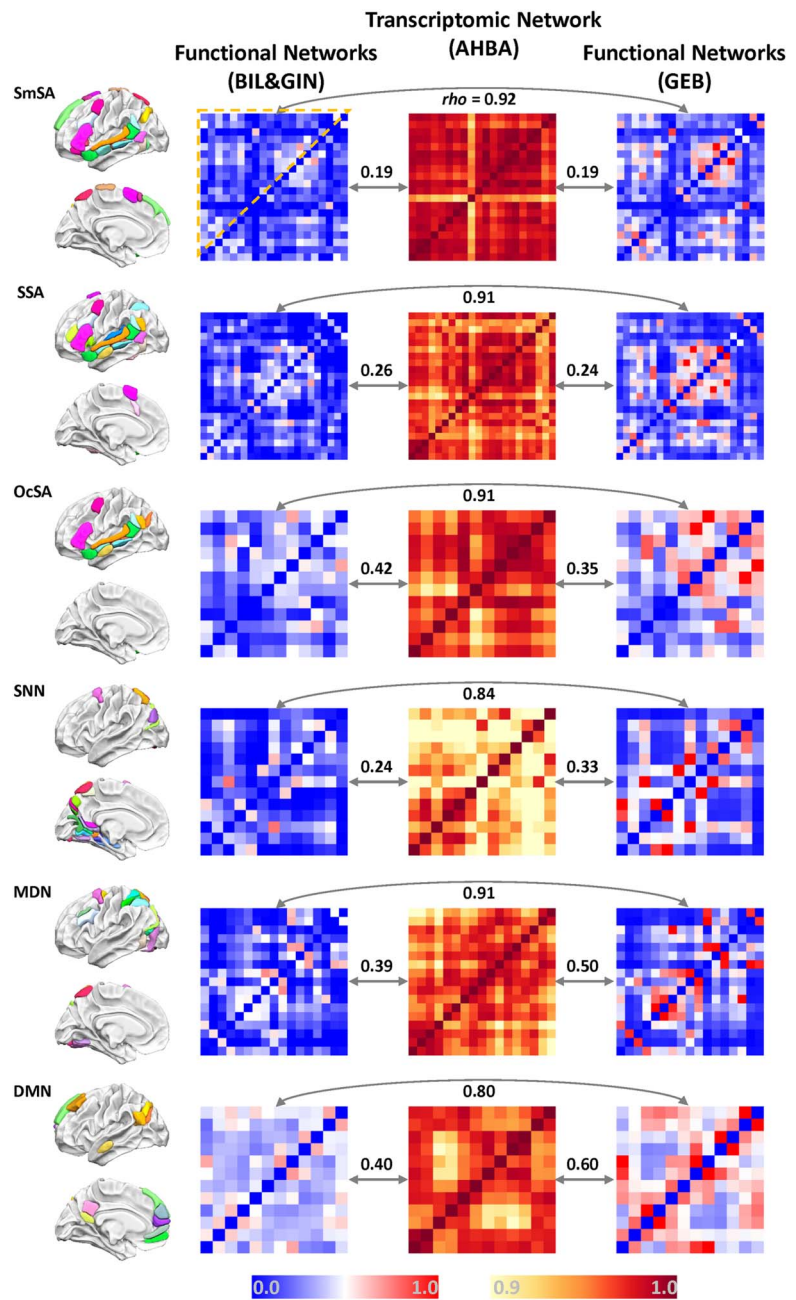 Transcriptomic Network
(AHBA)
Functional Networks
(BIL&GIN)
Functional Networks
(GEB)
SmSA
rho = 0.92
0.19
0.19
SSA
0.91
0.26
0.24
OcSA
0.91
0.42
0.35
SNN
0.84
0.24
0.33
MDN
0.91
0.39
0.50
DMN
0.80
0.40
0.60
0.0 1.0 0.9 1.0